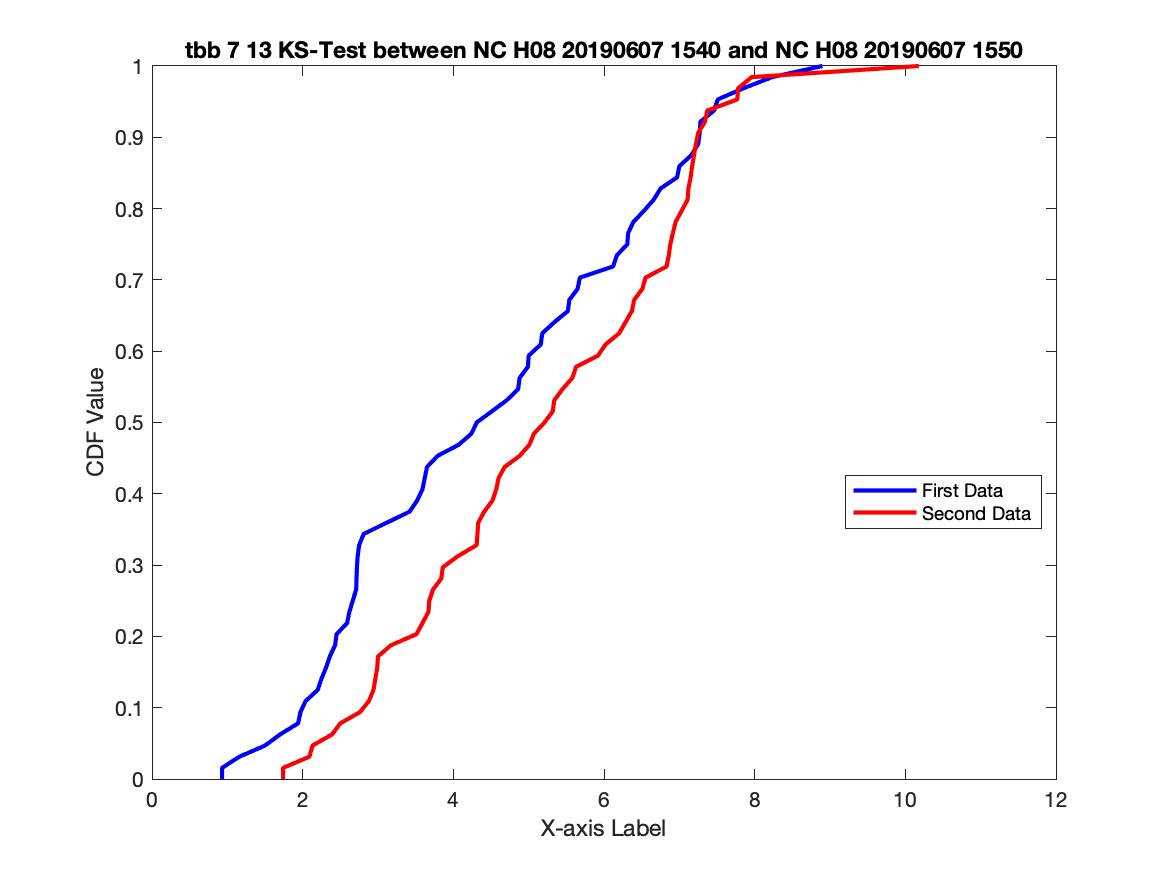 tbb 7 13 KS-Test between NC H08 20190607 1540 and NC H08 20190607 1550
1
0.9
0.8
0.7
0.6
0.5
0.4
0.3
0.2
0.1
0
CDF Value
First Data
Second Data
0 2 4 6 8 10 12
X-axis Label